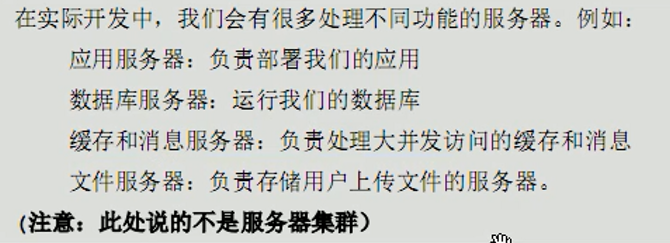 在实际开发中，我们会有很多处理不同功能的服务器。例如：
应用服务器：负责部署我们的应用
数据库服务器：运行我们的数据库
缓存和消息服务器：负责处理大并发访问的缓存和消息
文件服务器：负责存储用户上传文件的服务器。
（注意：此处说的不是服务器集群）